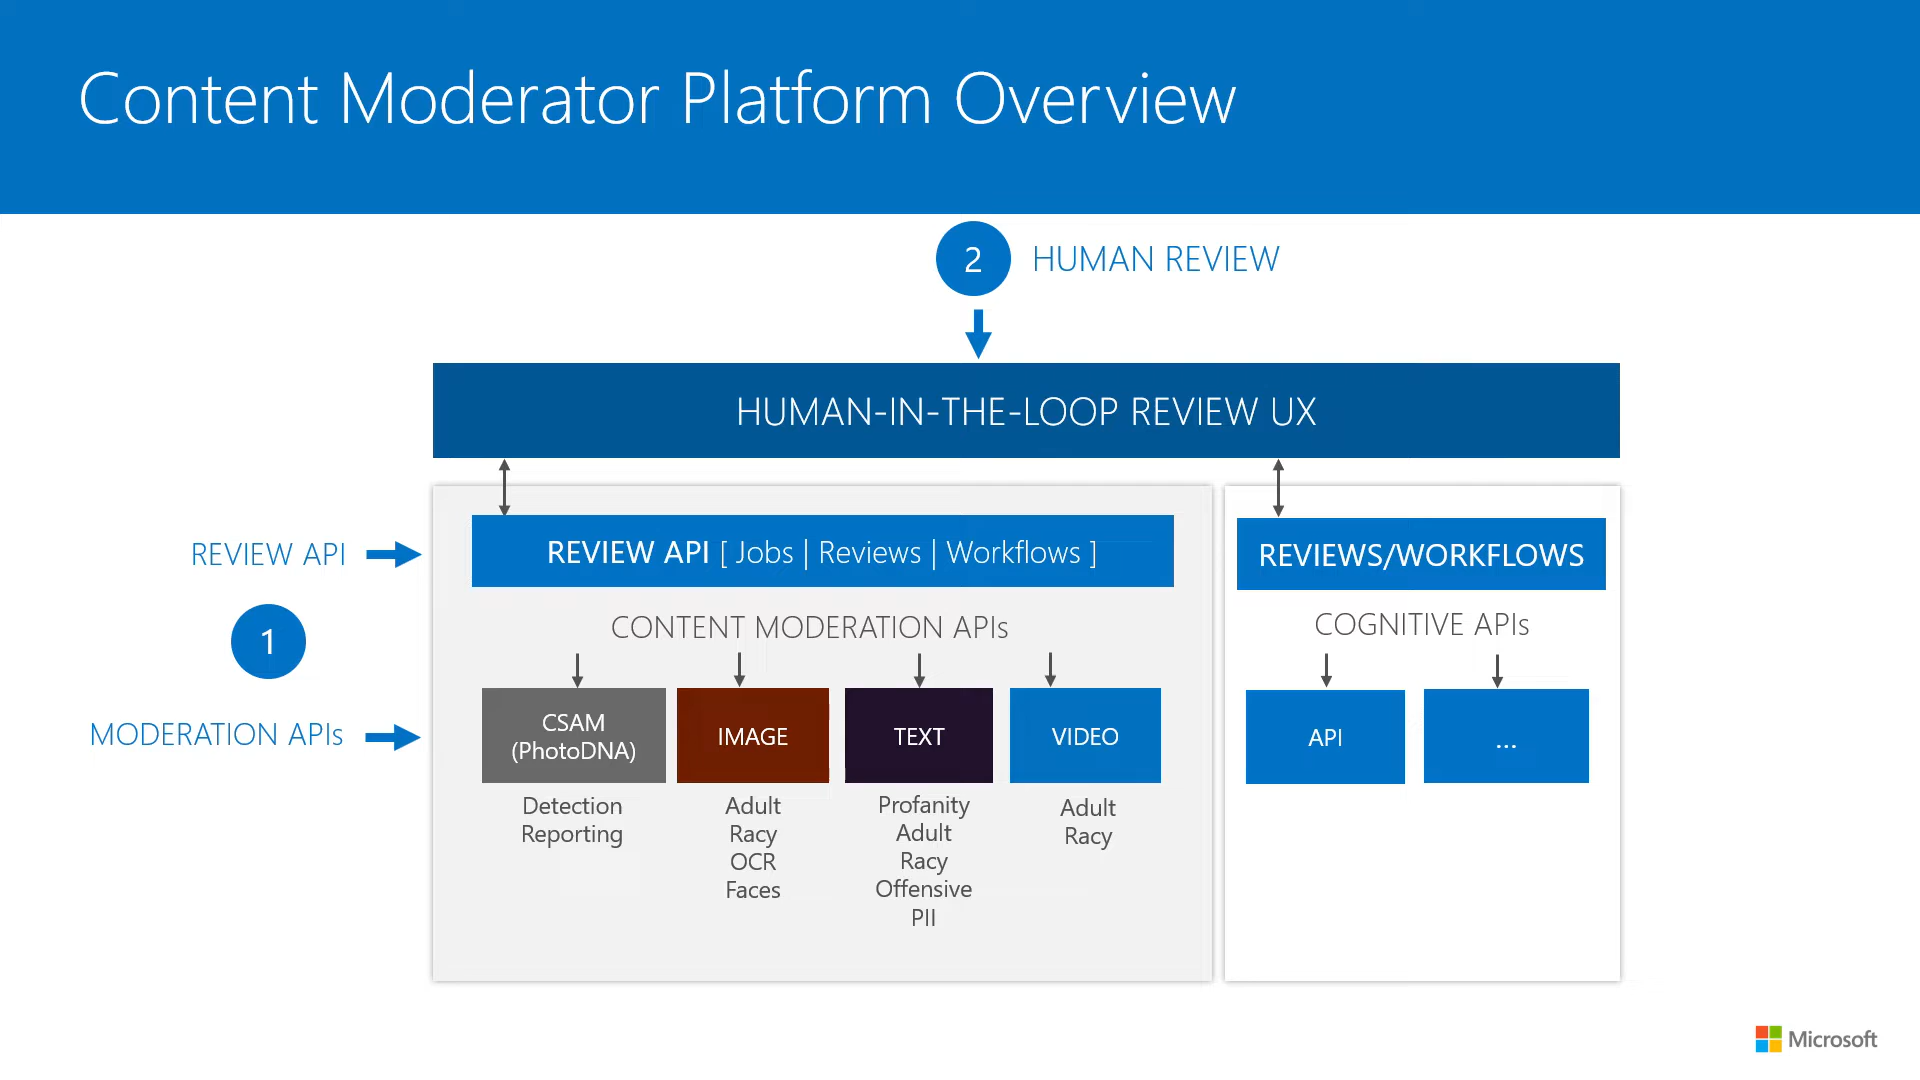 Content Moderator Platform Overview
2 HUMAN REVIEW
HUMAN-IN-THE-LOOP REVIEW UX
REVIEW API
REVIEW API [ Jobs | Reviews | Workflows ]
REVIEWS/WORKFLOWS
1
CONTENT MODERATION APIs
COGNITIVE APIs
MODERATION APIs
CSAM
(PhotoDNA)
Detection
Reporting
IMAGE
Adult
Racy
OCR
Faces
TEXT
Profanity
Adult
Racy
Offensive
PII
VIDEO
Adult
Racy
API
...
Microsoft